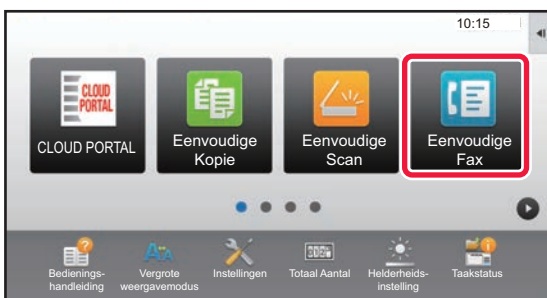 10:15
CLOUD
PORTAL
CLOUD PORTAL
Eenvoudige
Kopie
Eenvoudige
Scan
Eenvoudige
Fax
Bedienings-
handleiding
Vergrote
weergavemodus
Instellingen
Totaal Aantal
Helderheids-
instelling
Taakstatus